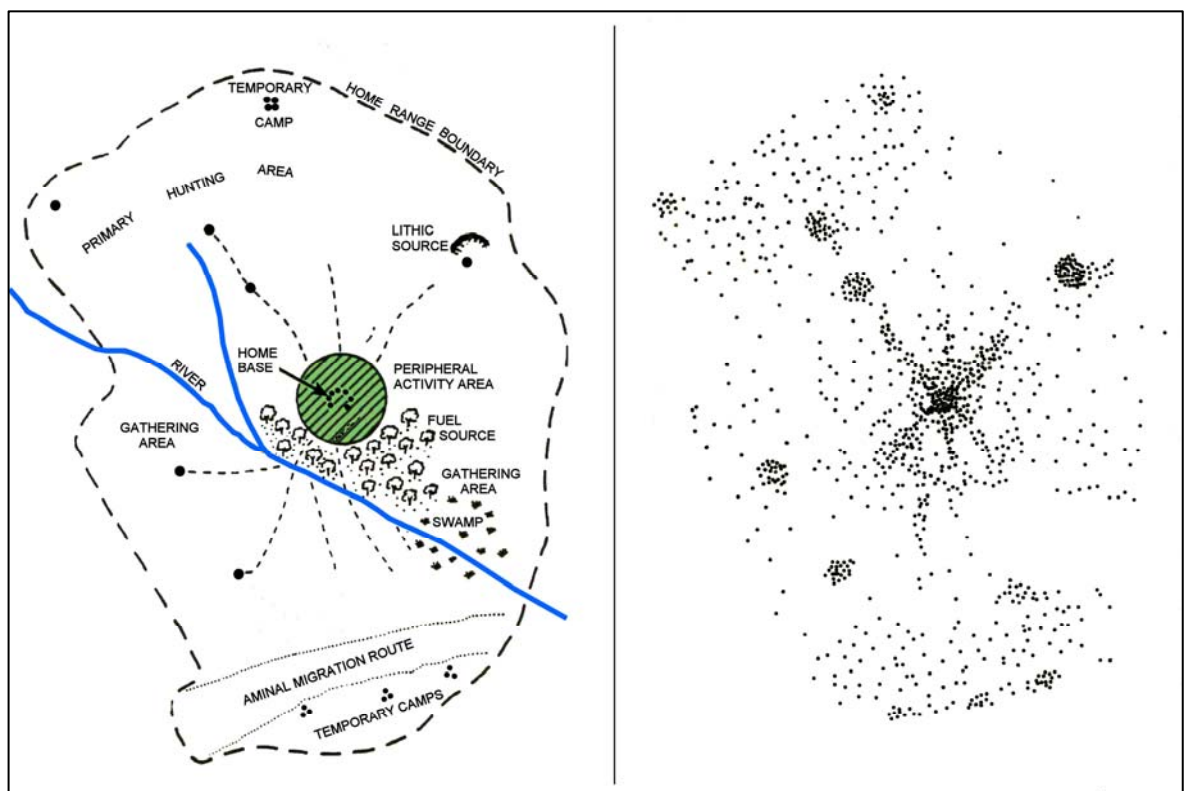 TEMPORARY
CAMP
HOME RANGE BOUNDARY
PRIMARY HUNTING AREA
LITHIC
SOURCE
HOME
BASE
RIVER
PERIPHERAL
ACTIVITY AREA
GATHERING
AREA
FUEL
SOURCE
GATHERING
AREA
SWAMP
AMINAL MIGRATION ROUTE
TEMPORARY CAMPS